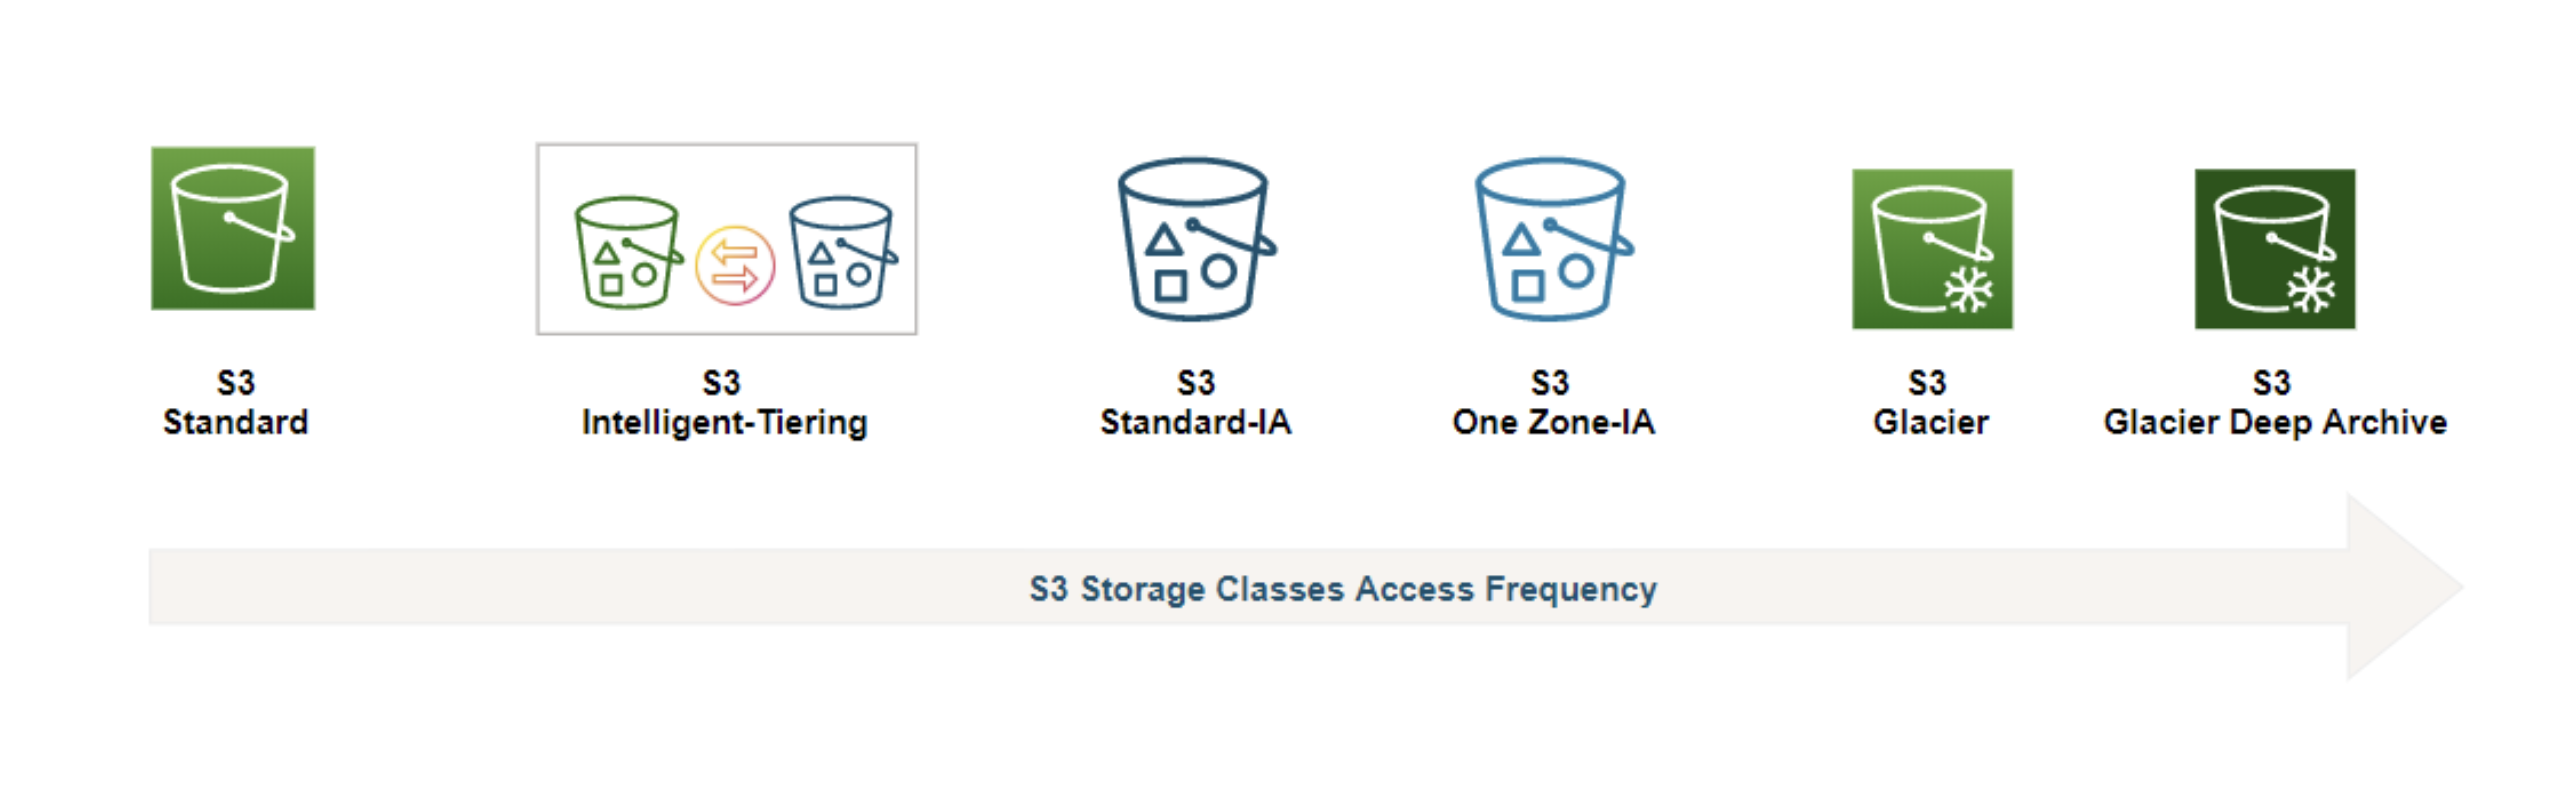 S3
Standard
S3
Intelligent-Tiering
S3
Standard-IA
S3
One Zone-IA
S3
Glacier
S3
Glacier Deep Archive
S3 Storage Classes Access Frequency